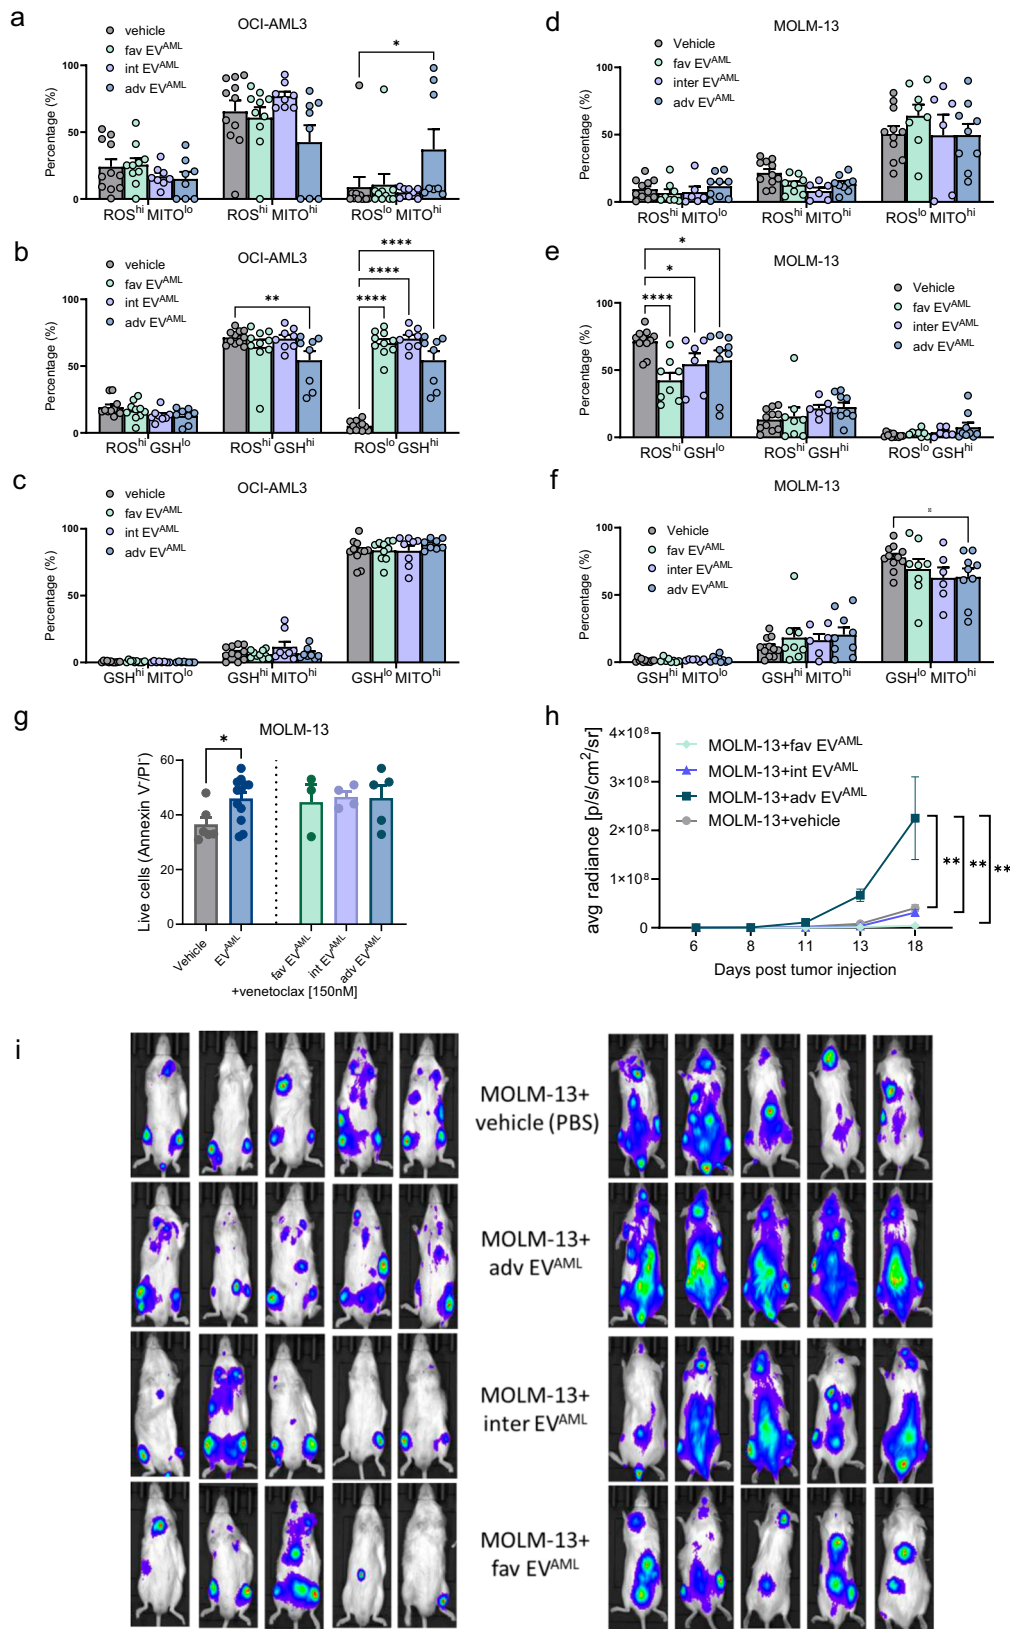 a
OCI-AML3
vehicle
fav EV^AML
int EV^AML
adv EV^AML
*
Percentage (%)
100
50
0
ROS^hi MITO^lo
ROS^hi MITO^hi
ROS^lo MITO^hi
d
MOLM-13
Vehicle
fav EV^AML
inter EV^AML
adv EV^AML
Percentage (%)
100
50
0
ROS^hi MITO^lo
ROS^hi MITO^hi
ROS^lo MITO^hi
b
OCI-AML3
vehicle
fav EV^AML
int EV^AML
adv EV^AML
**
****
****
****
Percentage (%)
100
50
0
ROS^hi GSH^lo
ROS^hi GSH^hi
ROS^lo GSH^hi
e
MOLM-13
*
*
****
Vehicle
fav EV^AML
inter EV^AML
adv EV^AML
Percentage (%)
100
50
0
ROS^hi GSH^lo
ROS^hi GSH^hi
ROS^lo GSH^hi
c
OCI-AML3
vehicle
fav EV^AML
int EV^AML
adv EV^AML
Percentage (%)
100
50
0
GSH^hi MITO^lo
GSH^hi MITO^hi
GSH^lo MITO^hi
f
MOLM-13
Vehicle
fav EV^AML
inter EV^AML
adv EV^AML
Percentage (%)
100
50
0
GSH^hi MITO^lo
GSH^hi MITO^hi
GSH^lo MITO^hi
g
MOLM-13
*
Live cells (Annexin V^-/PI^-)
60
40
20
0
Vehicle
EV^AML
fav EV^AML
int EV^AML
adv EV^AML
+venetoclax [150nM]
h
MOLM-13+fav EV^AML
MOLM-13+int EV^AML
MOLM-13+adv EV^AML
MOLM-13+vehicle
avg radiance [p/s/cm²/sr]
4×10⁸
3×10⁸
2×10⁸
1×10⁸
0
**
**
**
6
8
11
13
18
Days post tumor injection
i
MOLM-13+
vehicle (PBS)
MOLM-13+
adv EV^AML
MOLM-13+
inter EV^AML
MOLM-13+
fav EV^AML